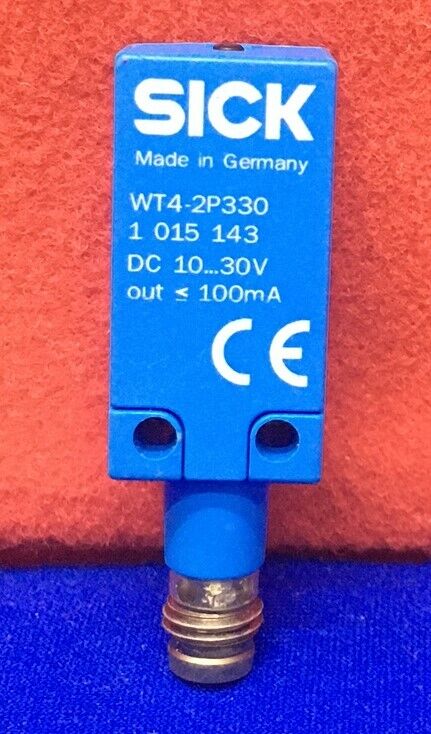 SICK
Made in Germany
WT4-2P330
1 015 143
DC 10...30V
out ≤ 100mA
CE